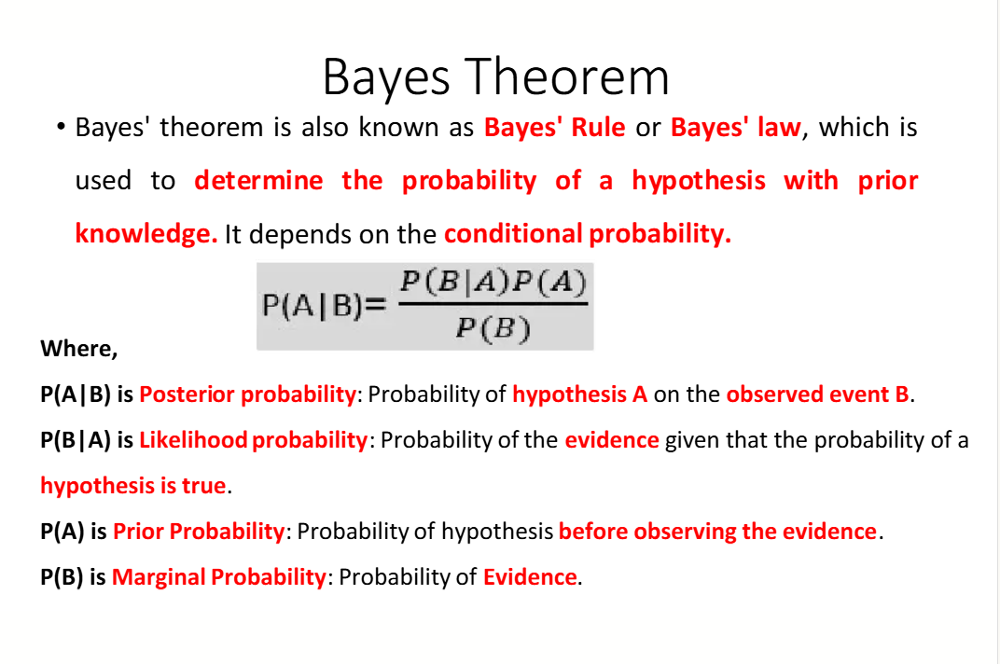 Bayes Theorem
• Bayes' theorem is also known as Bayes' Rule or Bayes' law, which is
used to determine the probability of a hypothesis with prior
knowledge. It depends on the conditional probability.
P(A|B)= P(B|A)P(A)
P(B)
Where,
P(A|B) is Posterior probability: Probability of hypothesis A on the observed event B.
P(B|A) is Likelihood probability: Probability of the evidence given that the probability of a
hypothesis is true.
P(A) is Prior Probability: Probability of hypothesis before observing the evidence.
P(B) is Marginal Probability: Probability of Evidence.